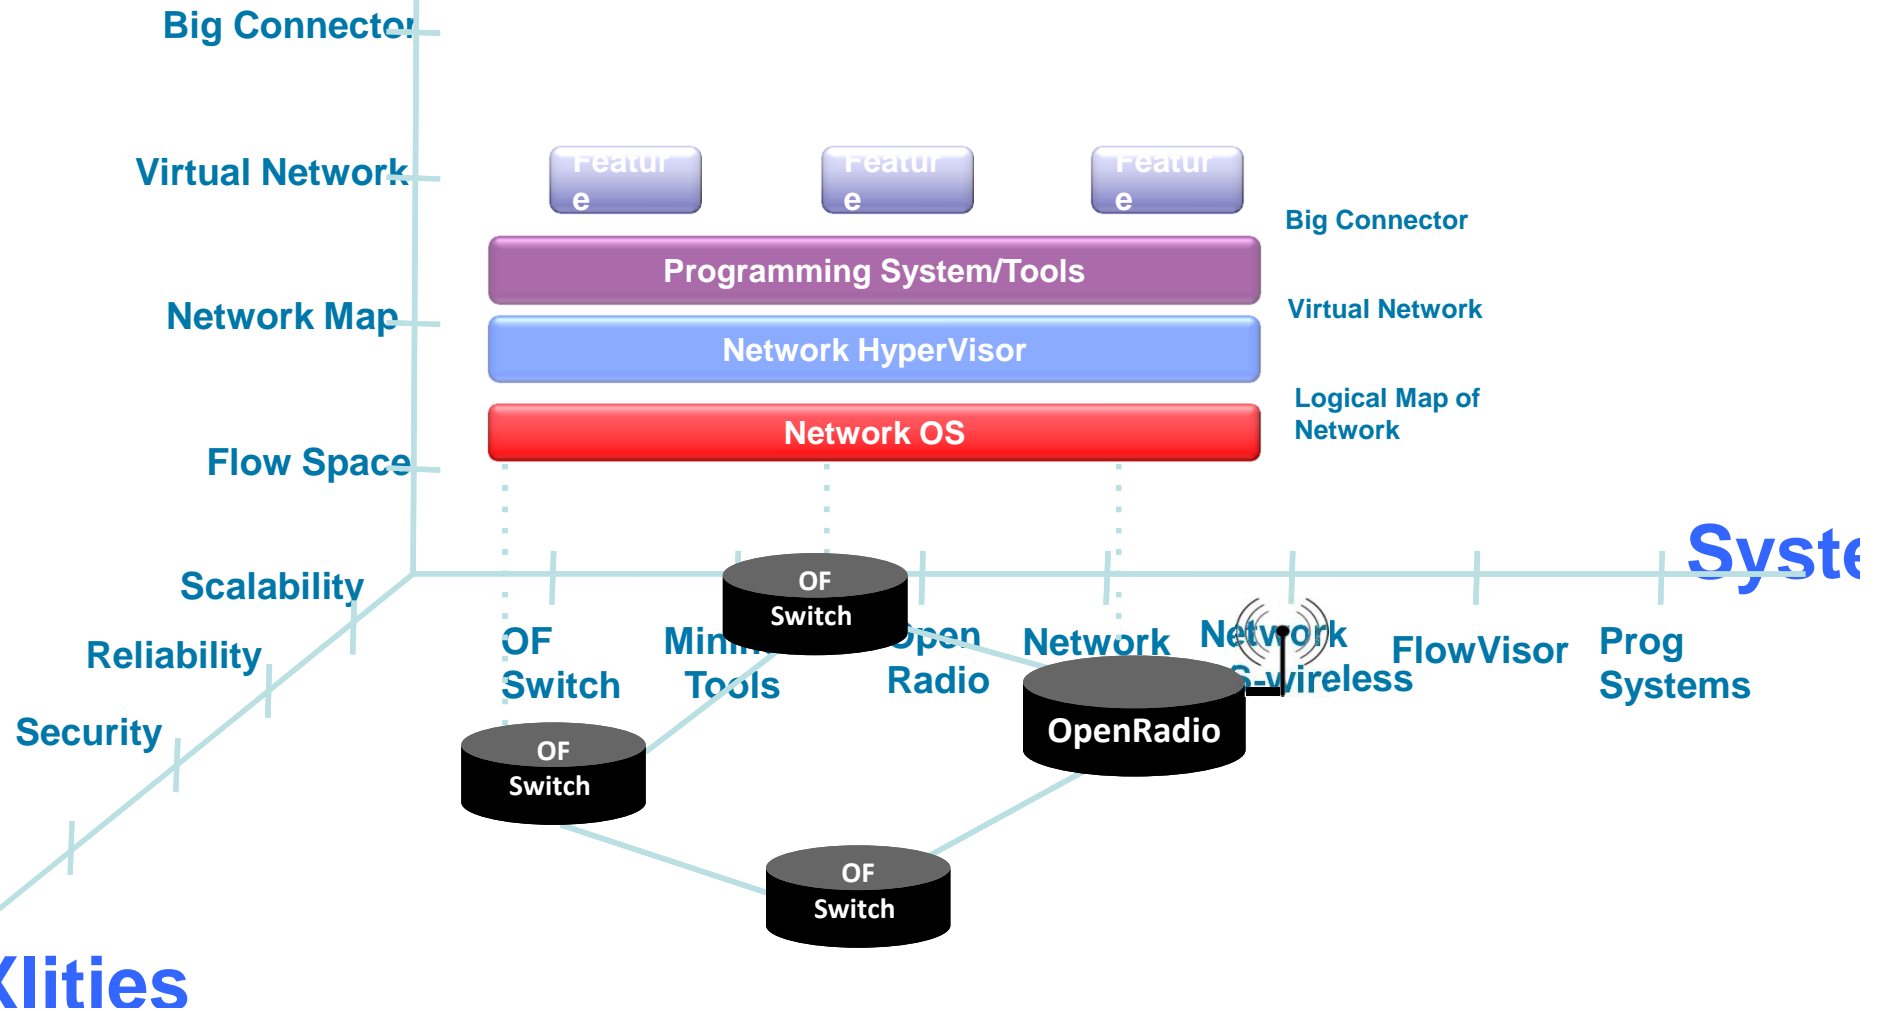 Big Connector
Virtual Network
Network Map
Flow Space
Scalability
Reliability
Security
Xlities
Featur
e
Featur
e
Featur
e
Programming System/Tools
Network HyperVisor
Network OS
Big Connector
Virtual Network
Logical Map of
Network
Syste
OF
Switch
Tools
Open
Radio
Network
Network
S-wireless
FlowVisor
Prog
Systems
OF
Switch
OF
Switch
OF
Switch
OpenRadio